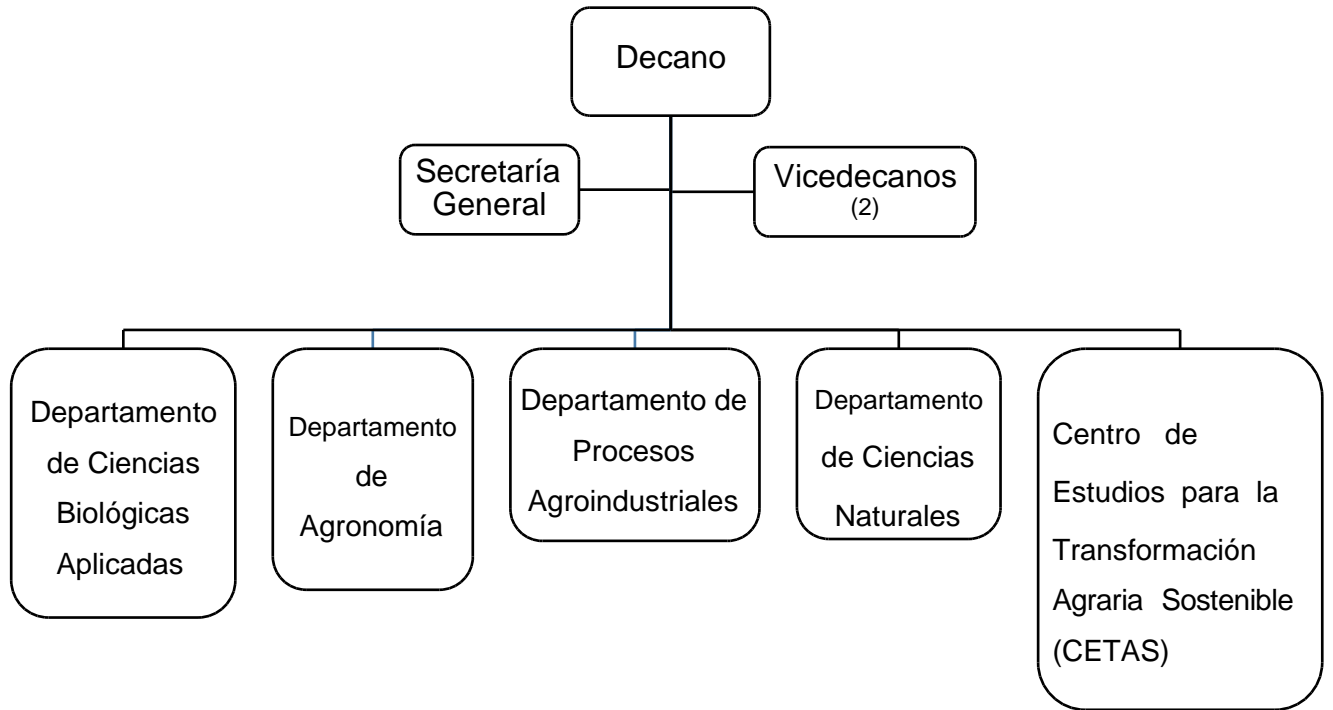 Decano
Secretaría
General
Vicedecanos
(2)
Departamento
de Ciencias
Biológicas
Aplicadas
Departamento
de
Agronomía
Departamento de
Procesos
Agroindustriales
Departamento
de Ciencias
Naturales
Centro de
Estudios para la
Transformación
Agraria Sostenible
(CETAS)